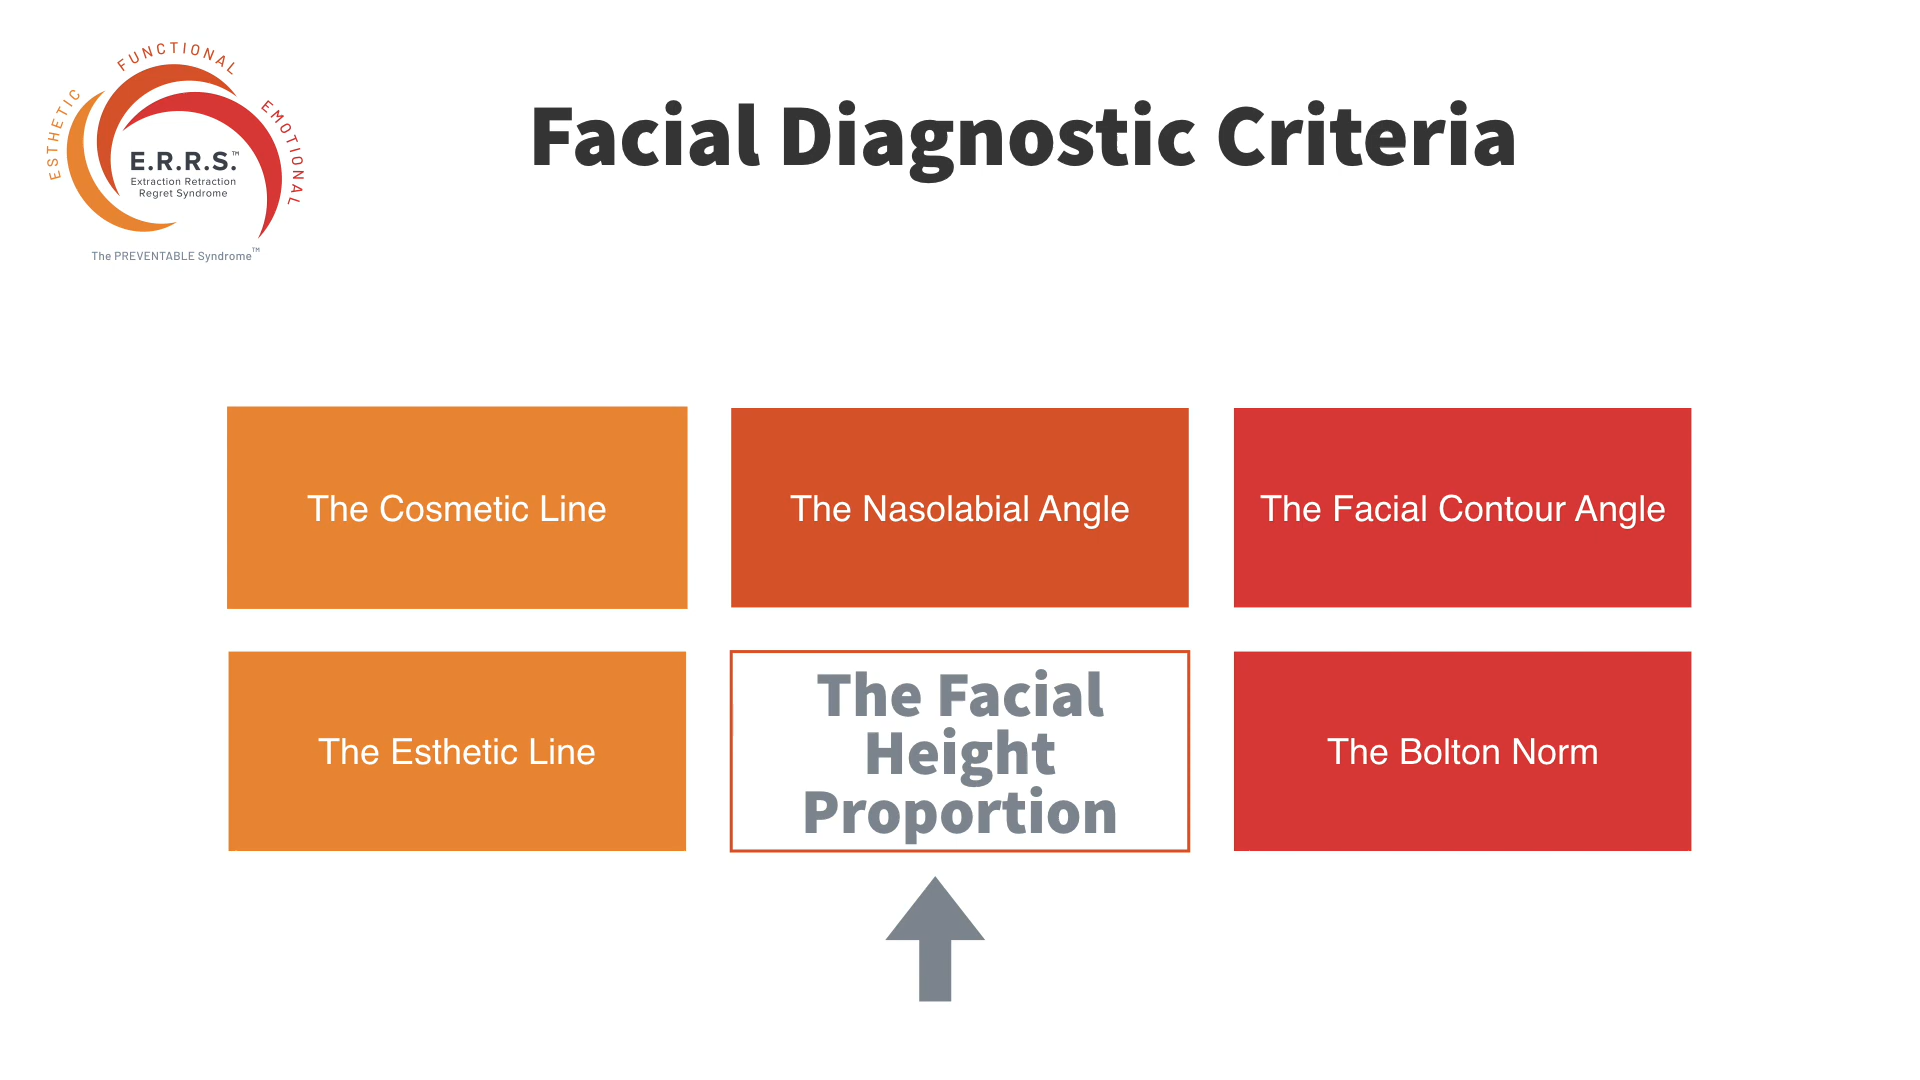 FUNCTIONAL
ESTHETIC
EMOTIONAL
E.R.R.S.™
Extraction Retraction
Regret Syndrome
The PREVENTABLE Syndrome™
Facial Diagnostic Criteria
The Cosmetic Line
The Nasolabial Angle
The Facial Contour Angle
The Esthetic Line
The Facial
Height
Proportion
The Bolton Norm